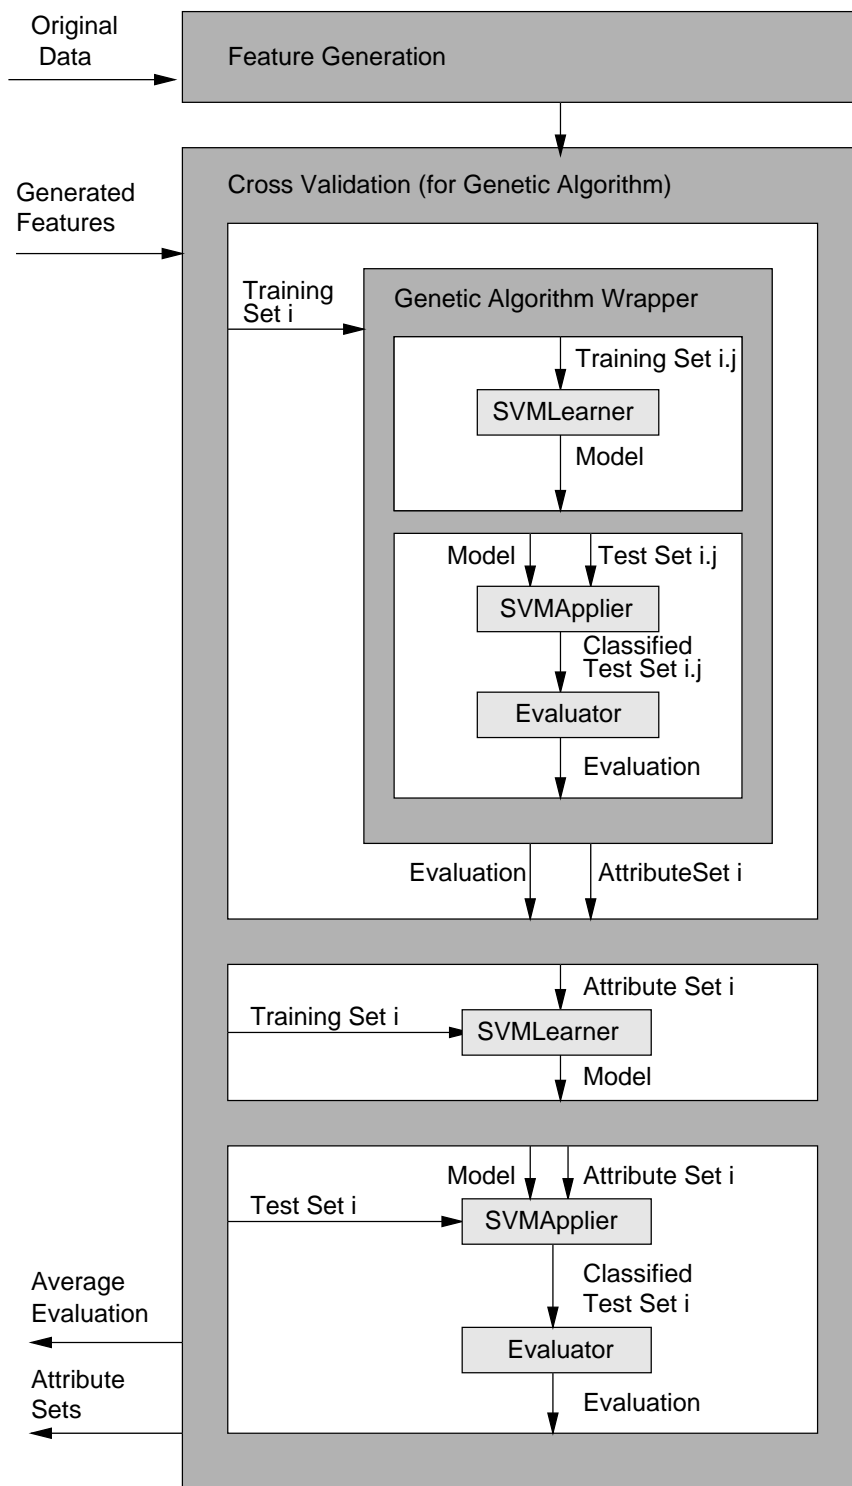 Original
Data
Feature Generation
Cross Validation (for Genetic Algorithm)
Generated
Features
Training
Set i
Genetic Algorithm Wrapper
Training Set i.j
SVMLearner
Model
Model
Test Set i.j
SVMApplier
Classified
Test Set i.j
Evaluator
Evaluation
Evaluation
AttributeSet i
Attribute Set i
Training Set i
SVMLearner
Model
Model
Attribute Set i
Test Set i
SVMApplier
Classified
Test Set i
Average
Evaluation
Evaluator
Attribute
Sets
Evaluation